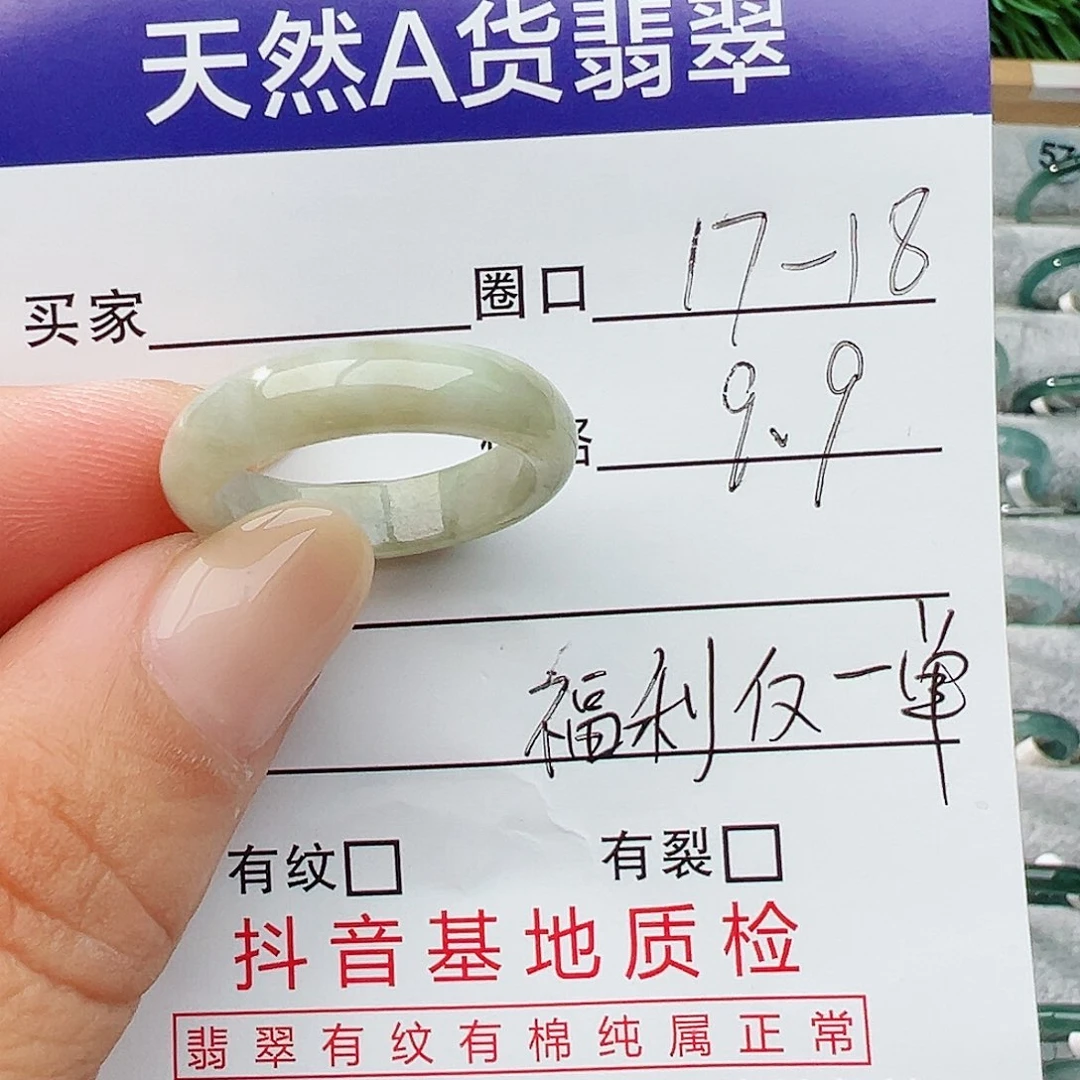 天然A货翡翠
买家 圈口 17-18
格 9.9
福利仅一单
有纹 有裂
抖音基地质检
翡翠有纹有棉纯属正常